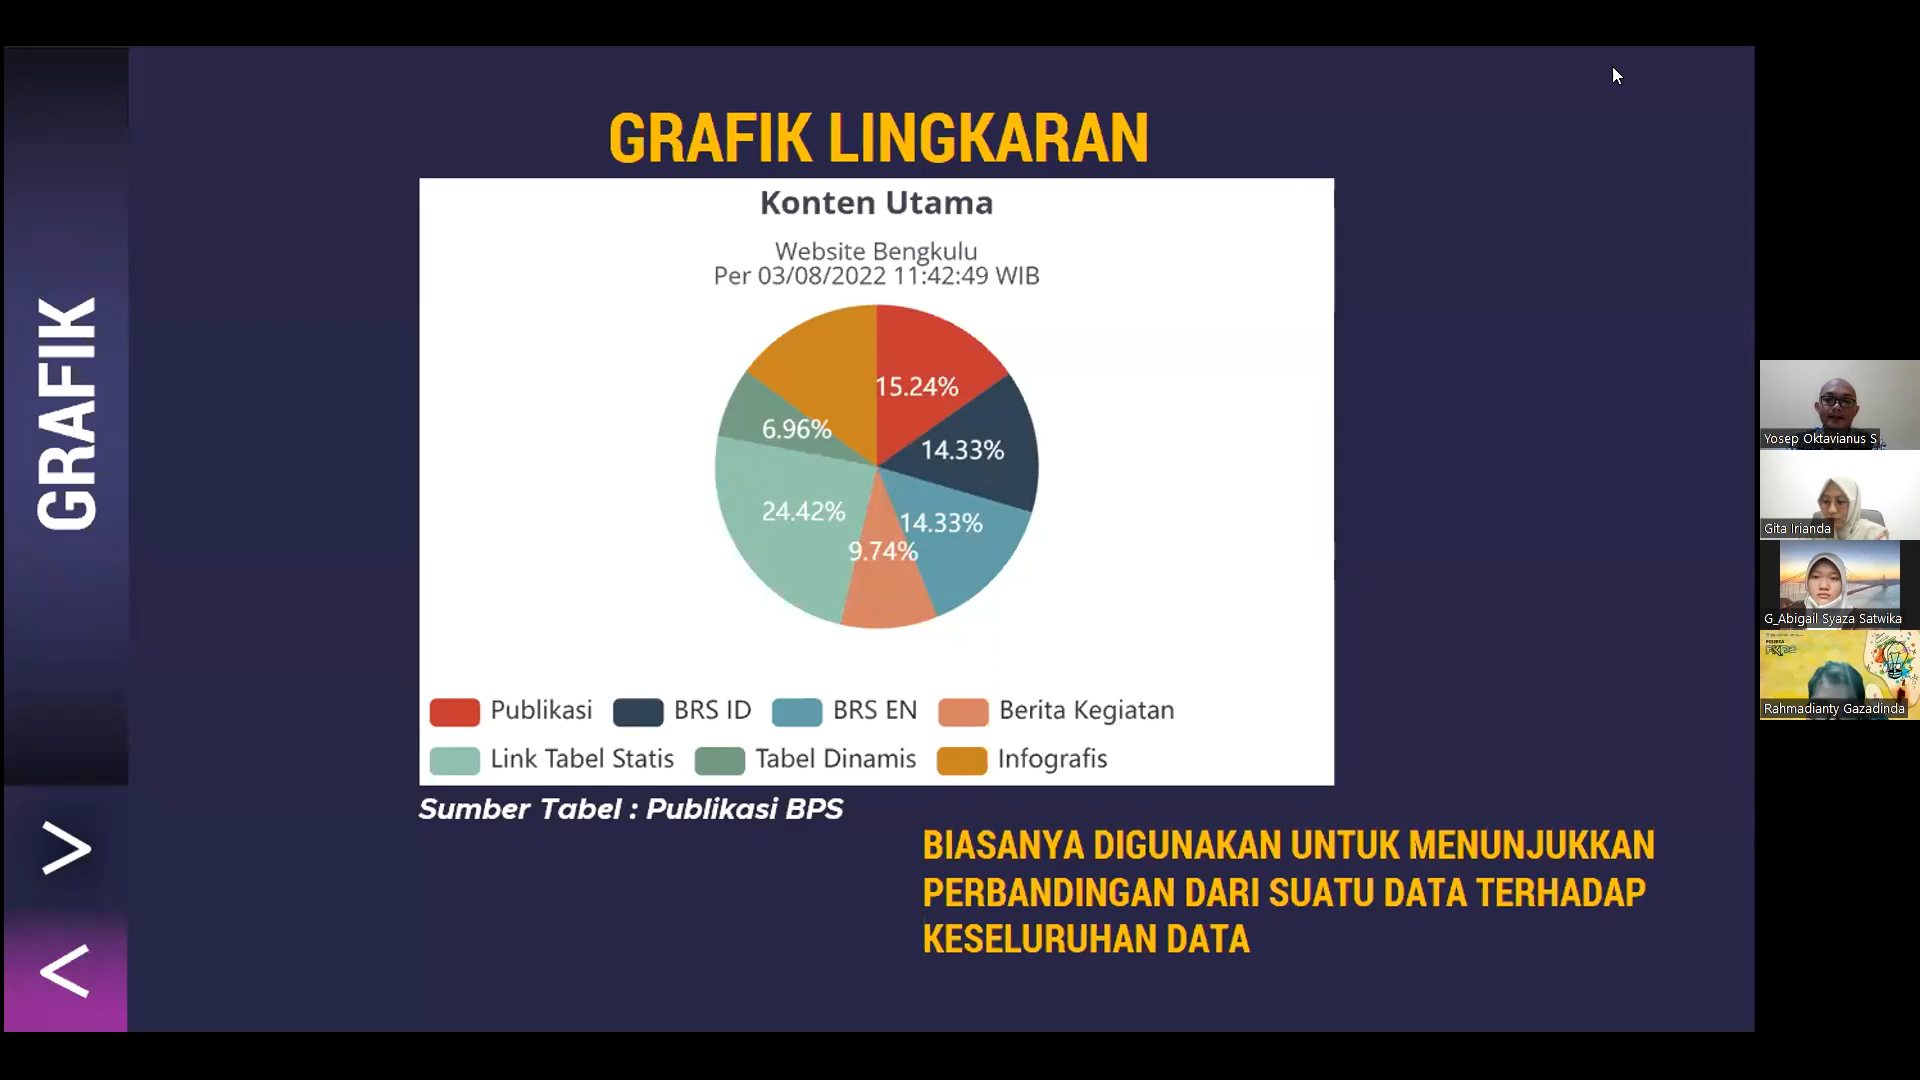 GRAFIK
GRAFIK LINGKARAN
Konten Utama
Website Bengkulu
Per 03/08/2022 11:42:49 WIB
15.24%
14.33%
6.96%
24.42%
14.33%
9.74%
Publikasi BRS ID BRS EN Berita Kegiatan
Link Tabel Statis Tabel Dinamis Infografis
Sumber Tabel : Publikasi BPS
BIASANYA DIGUNAKAN UNTUK MENUNJUKKAN
PERBANDINGAN DARI SUATU DATA TERHADAP
KESELURUHAN DATA
Yosep Oktavianus S
Gita Irianda
G_Abigail Syaza Satwika
Rahmadianty Gazadinda